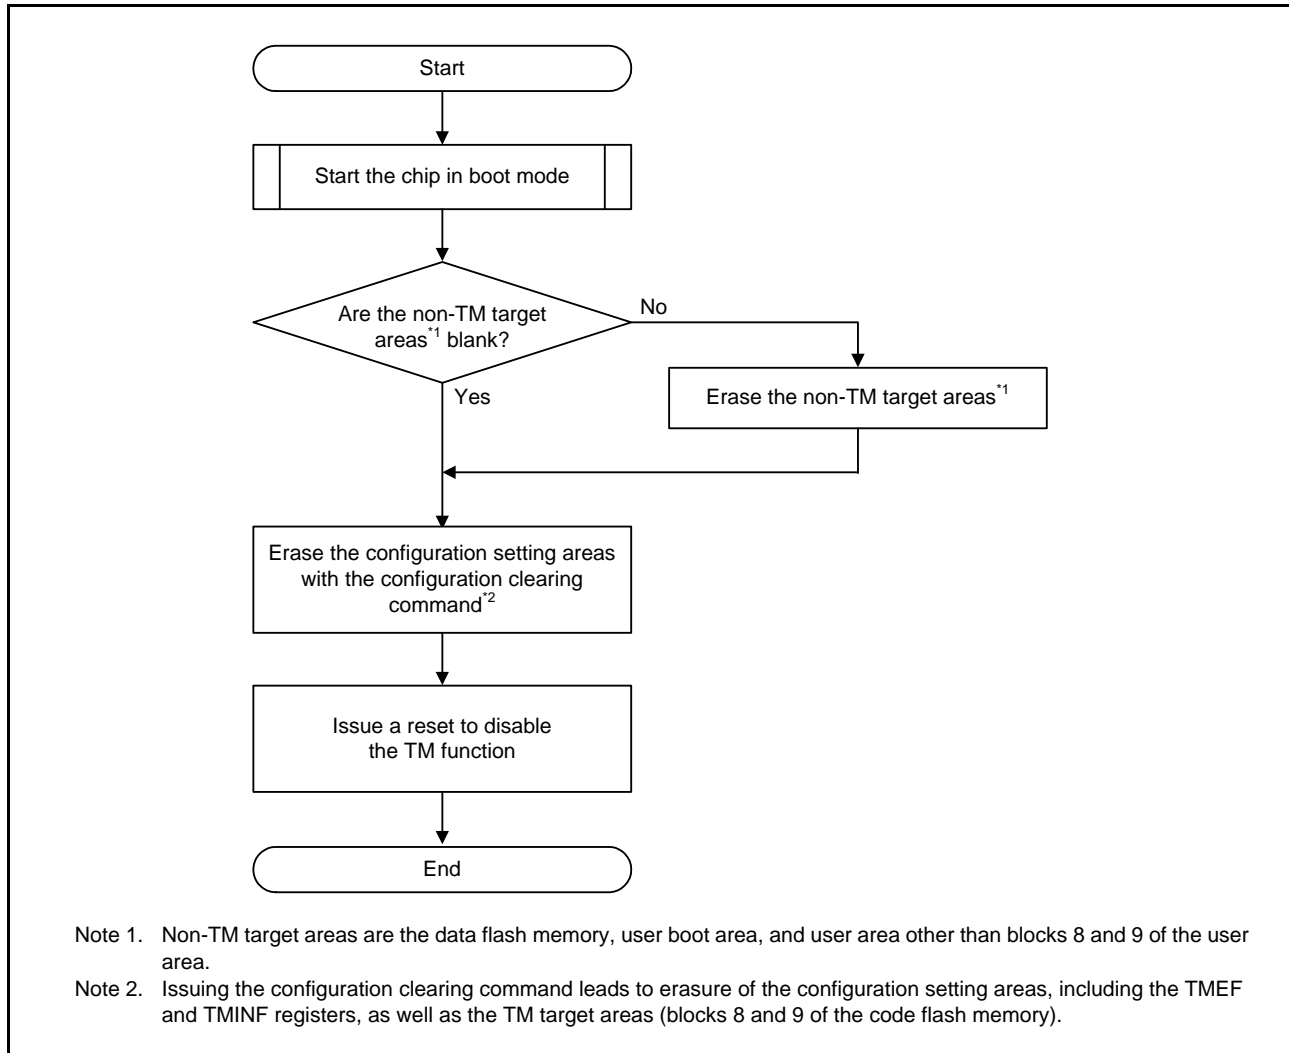 Start
Start the chip in boot mode
Are the non-TM target
areas*1 blank?
No
Yes
Erase the non-TM target areas*1
Erase the configuration setting areas
with the configuration clearing
command*2
Issue a reset to disable
the TM function
End
Note 1. Non-TM target areas are the data flash memory, user boot area, and user area other than blocks 8 and 9 of the user
area.
Note 2. Issuing the configuration clearing command leads to erasure of the configuration setting areas, including the TMEF
and TMINF registers, as well as the TM target areas (blocks 8 and 9 of the code flash memory).